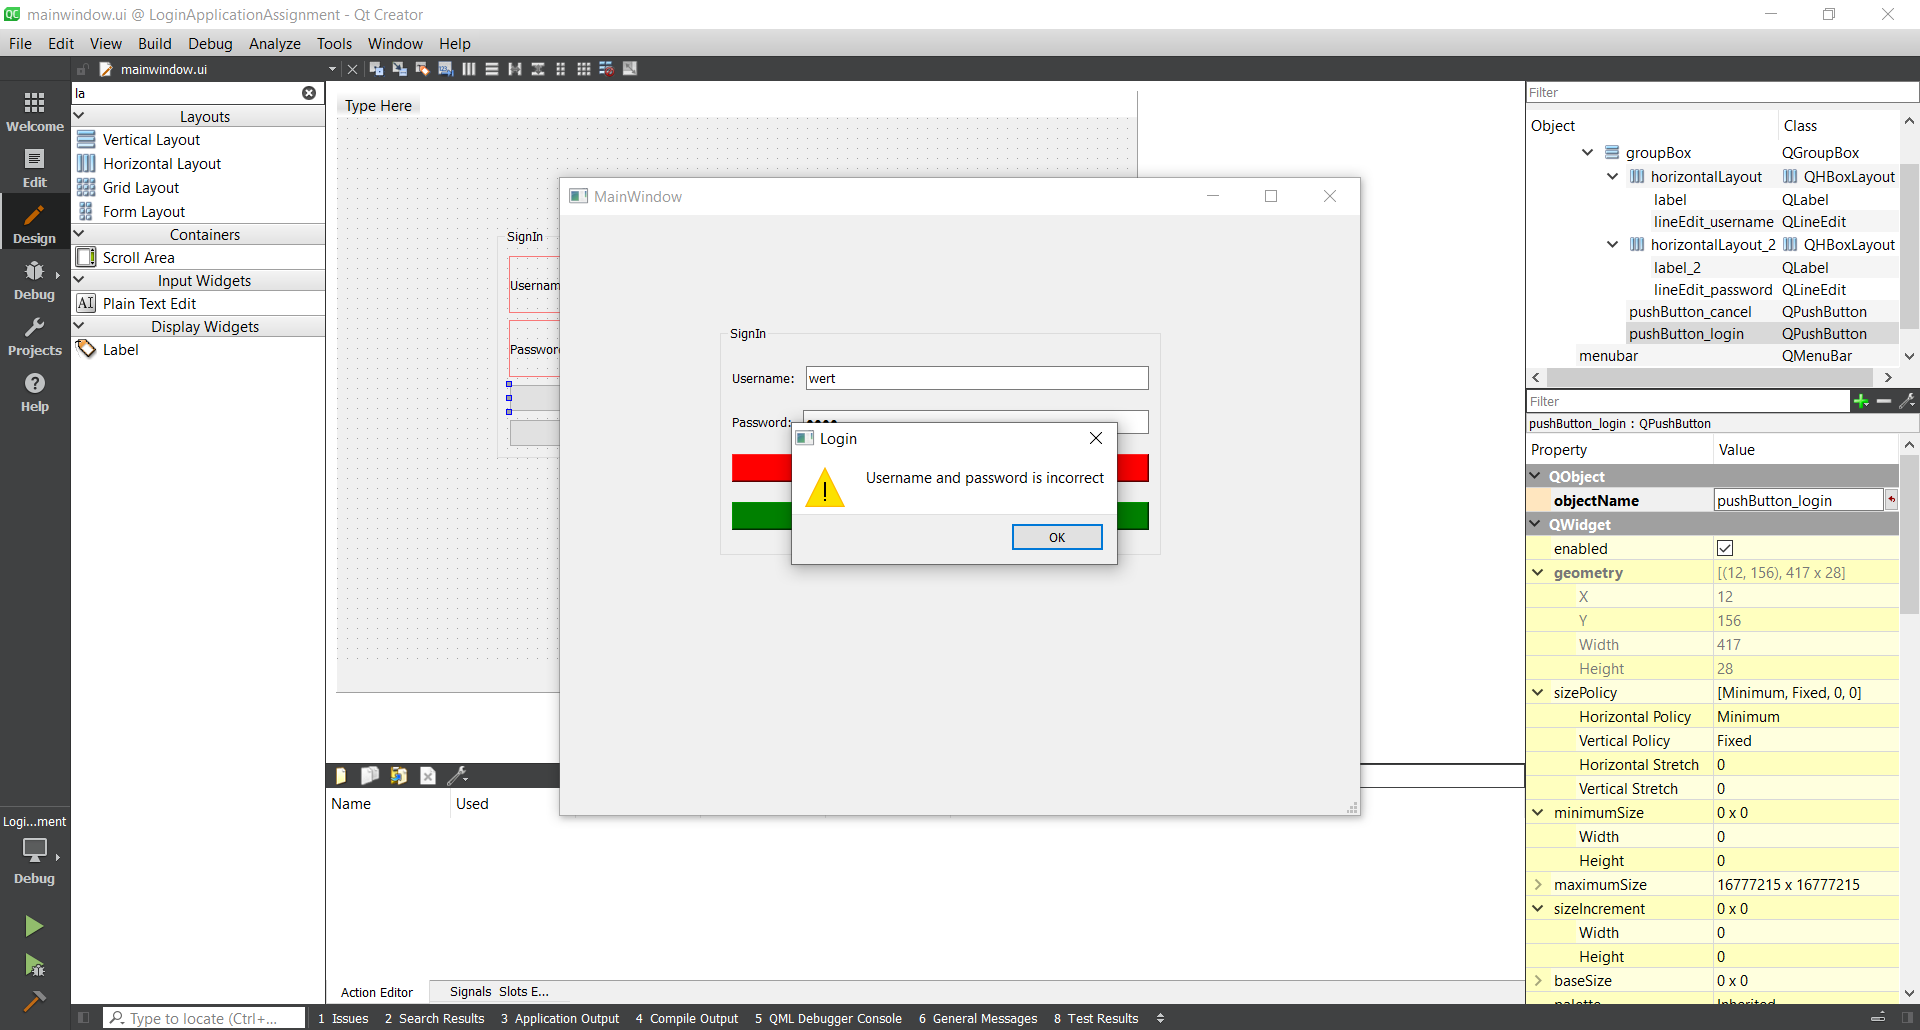 mainwindow.ui @ LoginApplicationAssignment - Qt Creator
File Edit View Build Debug Analyze Tools Window Help
mainwindow.ui
Welcome
Edit
Design
Debug
Projects
Help
Logi...ment
Debug
la
Layouts
Vertical Layout
Horizontal Layout
Grid Layout
Form Layout
Containers
Scroll Area
Input Widgets
Plain Text Edit
Display Widgets
Label
Type Here
SignIn
MainWindow
SignIn
Username:
wert
Password:
Login
Username and password is incorrect
OK
Name Used
Action Editor Signals Slots E...
Filter
Object Class
groupBox QGroupBox
horizontalLayout QHBoxLayout
label QLabel
lineEdit_username QLineEdit
horizontalLayout_2 QHBoxLayout
label_2 QLabel
lineEdit_password QLineEdit
pushButton_cancel QPushButton
pushButton_login QPushButton
menubar QMenuBar
Filter
pushButton_login : QPushButton
Property Value
QObject
objectName pushButton_login
QWidget
enabled
geometry [(12, 156), 417 x 28]
X 12
Y 156
Width 417
Height 28
sizePolicy [Minimum, Fixed, 0, 0]
Horizontal Policy Minimum
Vertical Policy Fixed
Horizontal Stretch 0
Vertical Stretch 0
minimumSize 0 x 0
Width 0
Height 0
maximumSize 16777215 x 16777215
sizeIncrement 0 x 0
Width 0
Height 0
baseSize 0 x 0
Type to locate (Ctrl+... 1 Issues 2 Search Results 3 Application Output 4 Compile Output 5 QML Debugger Console 6 General Messages 8 Test Results